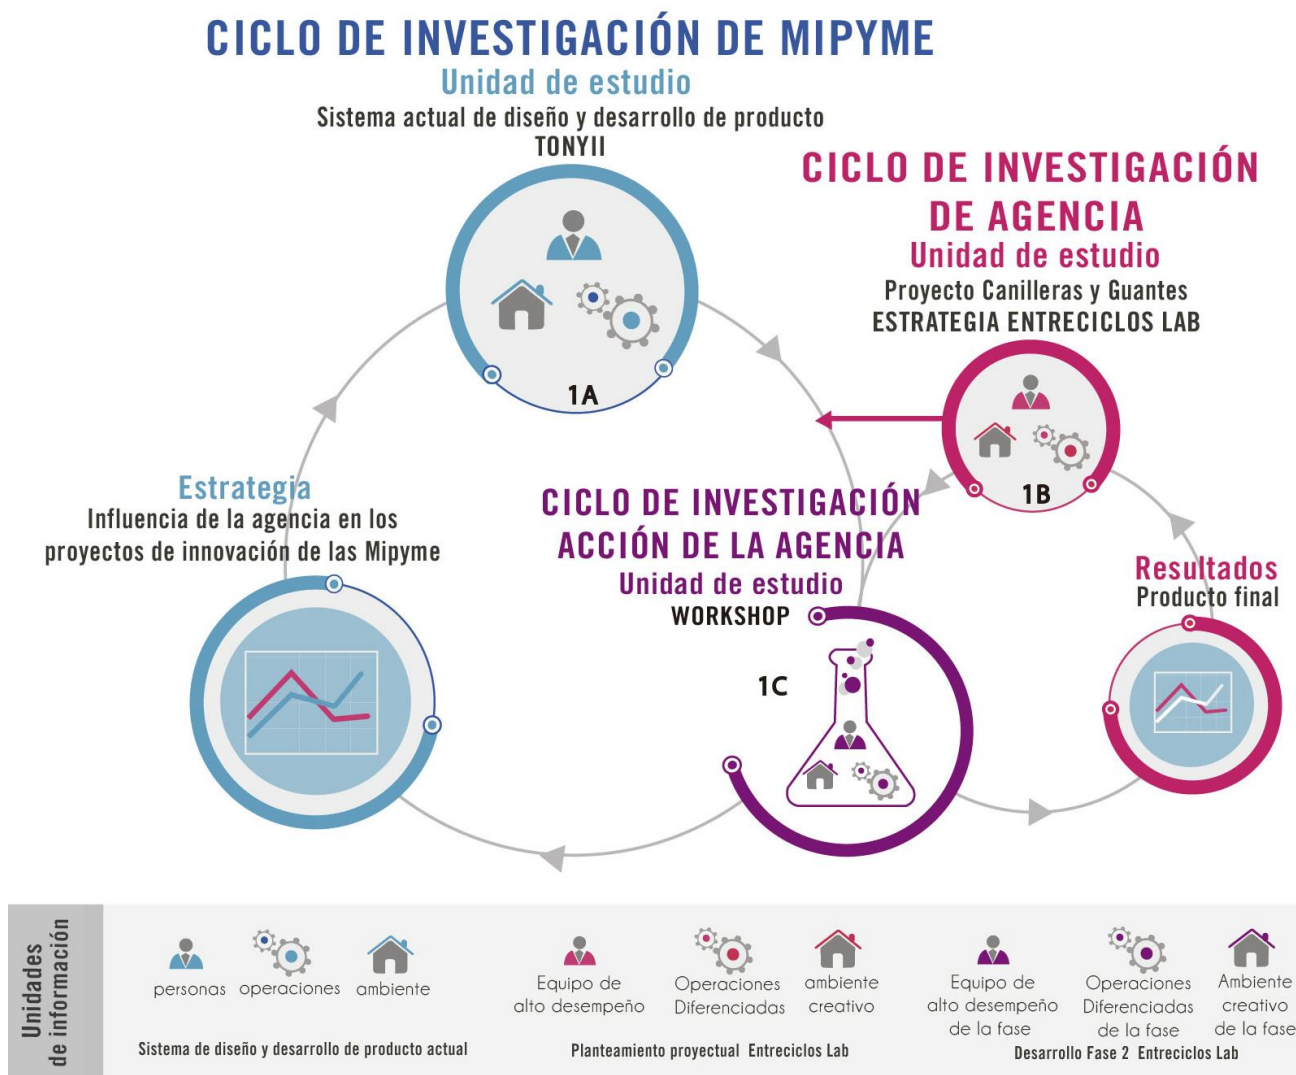 CICLO DE INVESTIGACIÓN DE MIPYME
Unidad de estudio
Sistema actual de diseño y desarrollo de producto
TONYII
1A
CICLO DE INVESTIGACIÓN
DE AGENCIA
Unidad de estudio
Proyecto Canilleras y Guantes
ESTRATEGIA ENTRECICLOS LAB
1B
Estrategia
Influencia de la agencia en los
proyectos de innovación de las Mipyme
CICLO DE INVESTIGACIÓN
ACCIÓN DE LA AGENCIA
Unidad de estudio
WORKSHOP
1C
Resultados
Producto final
Unidades
de información
personas
operaciones
ambiente
Sistema de diseño y desarrollo de producto actual
Equipo de
alto desempeño
Operaciones
Diferenciadas
ambiente
creativo
Planteamiento proyectual Entreciclos Lab
Equipo de
alto desempeño
de la fase
Operaciones
Diferenciadas
de la fase
Ambiente
creativo
de la fase
Desarrollo Fase 2 Entreciclos Lab